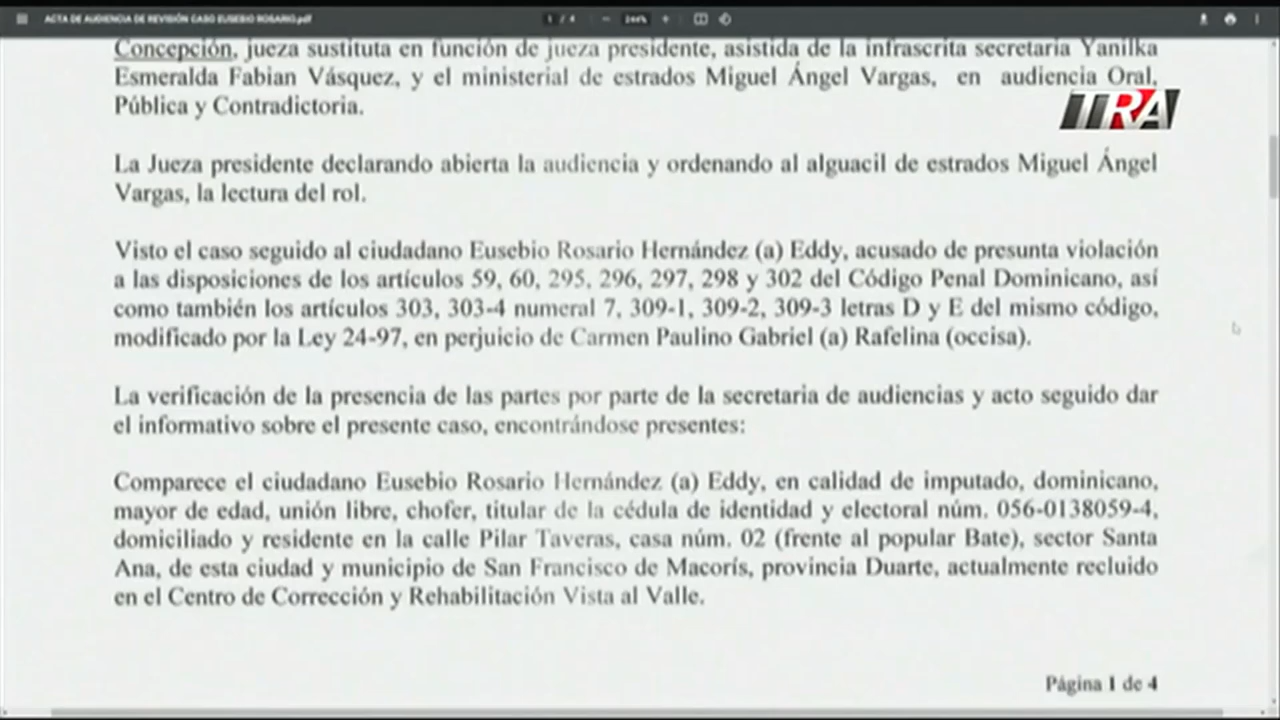 ACTA DE AUDIENCIA DE REVISIÓN CASO EUSEBIO ROSARIO.pdf
1 / 4
244%
Concepción, jueza sustituta en función de jueza presidente, asistida de la infrascrita secretaria Yanilka
Esmeralda Fabian Vásquez, y el ministerial de estrados Miguel Ángel Vargas, en audiencia Oral,
Pública y Contradictoria.
TRA
La Jueza presidente declarando abierta la audiencia y ordenando al alguacil de estrados Miguel Ángel
Vargas, la lectura del rol.
Visto el caso seguido al ciudadano Eusebio Rosario Hernández (a) Eddy, acusado de presunta violación
a las disposiciones de los artículos 59, 60, 295, 296, 297, 298 y 302 del Código Penal Dominicano, así
como también los artículos 303, 303-4 numeral 7, 309-1, 309-2, 309-3 letras D y E del mismo código,
modificado por la Ley 24-97, en perjuicio de Carmen Paulino Gabriel (a) Rafelina (occisa).
La verificación de la presencia de las partes por parte de la secretaria de audiencias y acto seguido dar
el informativo sobre el presente caso, encontrándose presentes:
Comparece el ciudadano Eusebio Rosario Hernández (a) Eddy, en calidad de imputado, dominicano,
mayor de edad, unión libre, chofer, titular de la cédula de identidad y electoral núm. 056-0138059-4,
domiciliado y residente en la calle Pilar Taveras, casa núm. 02 (frente al popular Bate), sector Santa
Ana, de esta ciudad y municipio de San Francisco de Macorís, provincia Duarte, actualmente recluido
en el Centro de Corrección y Rehabilitación Vista al Valle.
Página 1 de 4